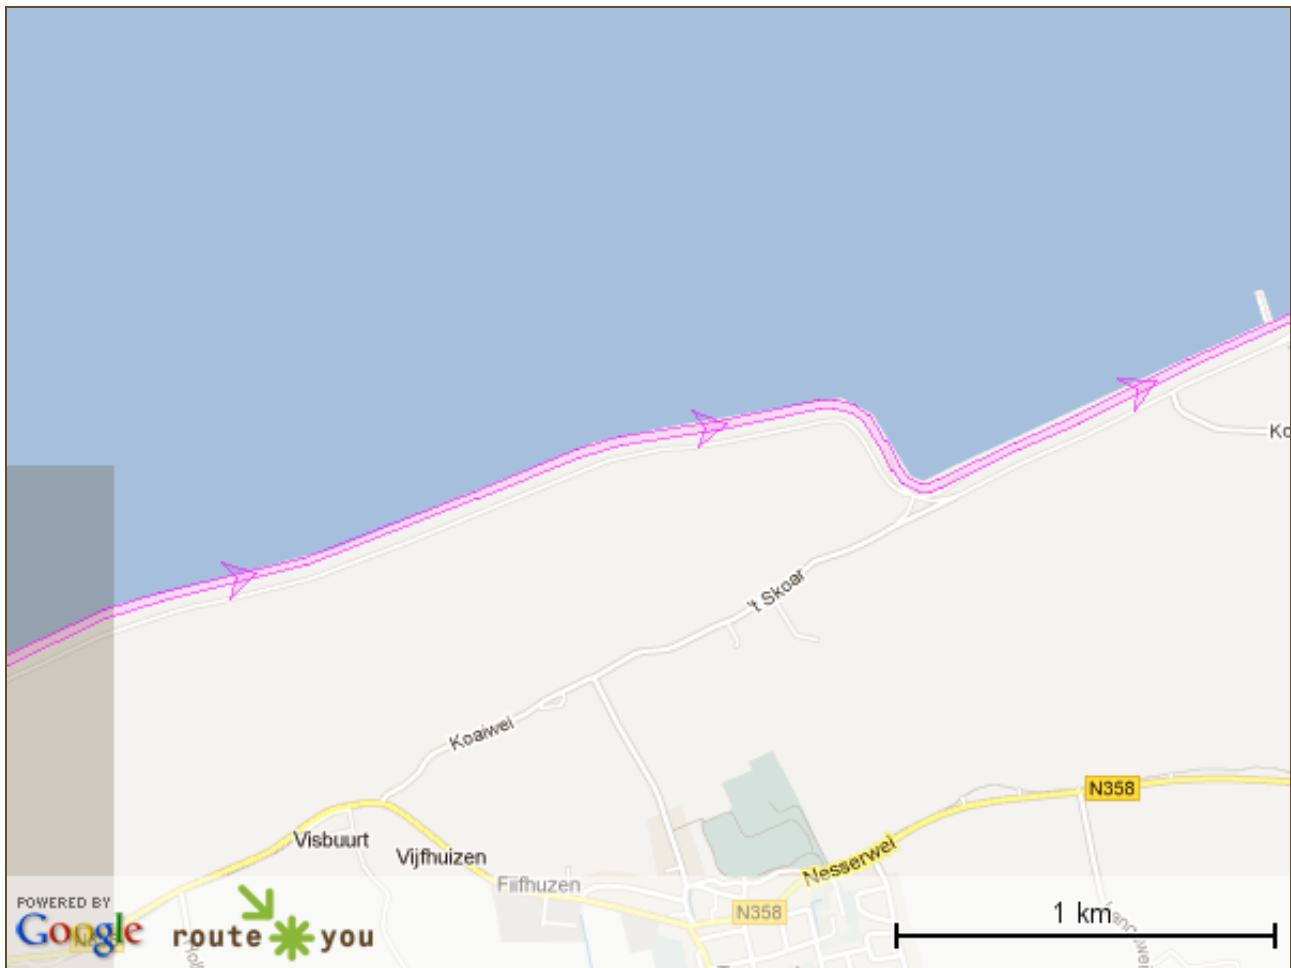 Ko
't Skoar
Koaiwei
N358
Visbuurt
Vijfhuizen
Nesserwei
Fiifhuzen
POWERED BY
Google
route you
N358
1 km